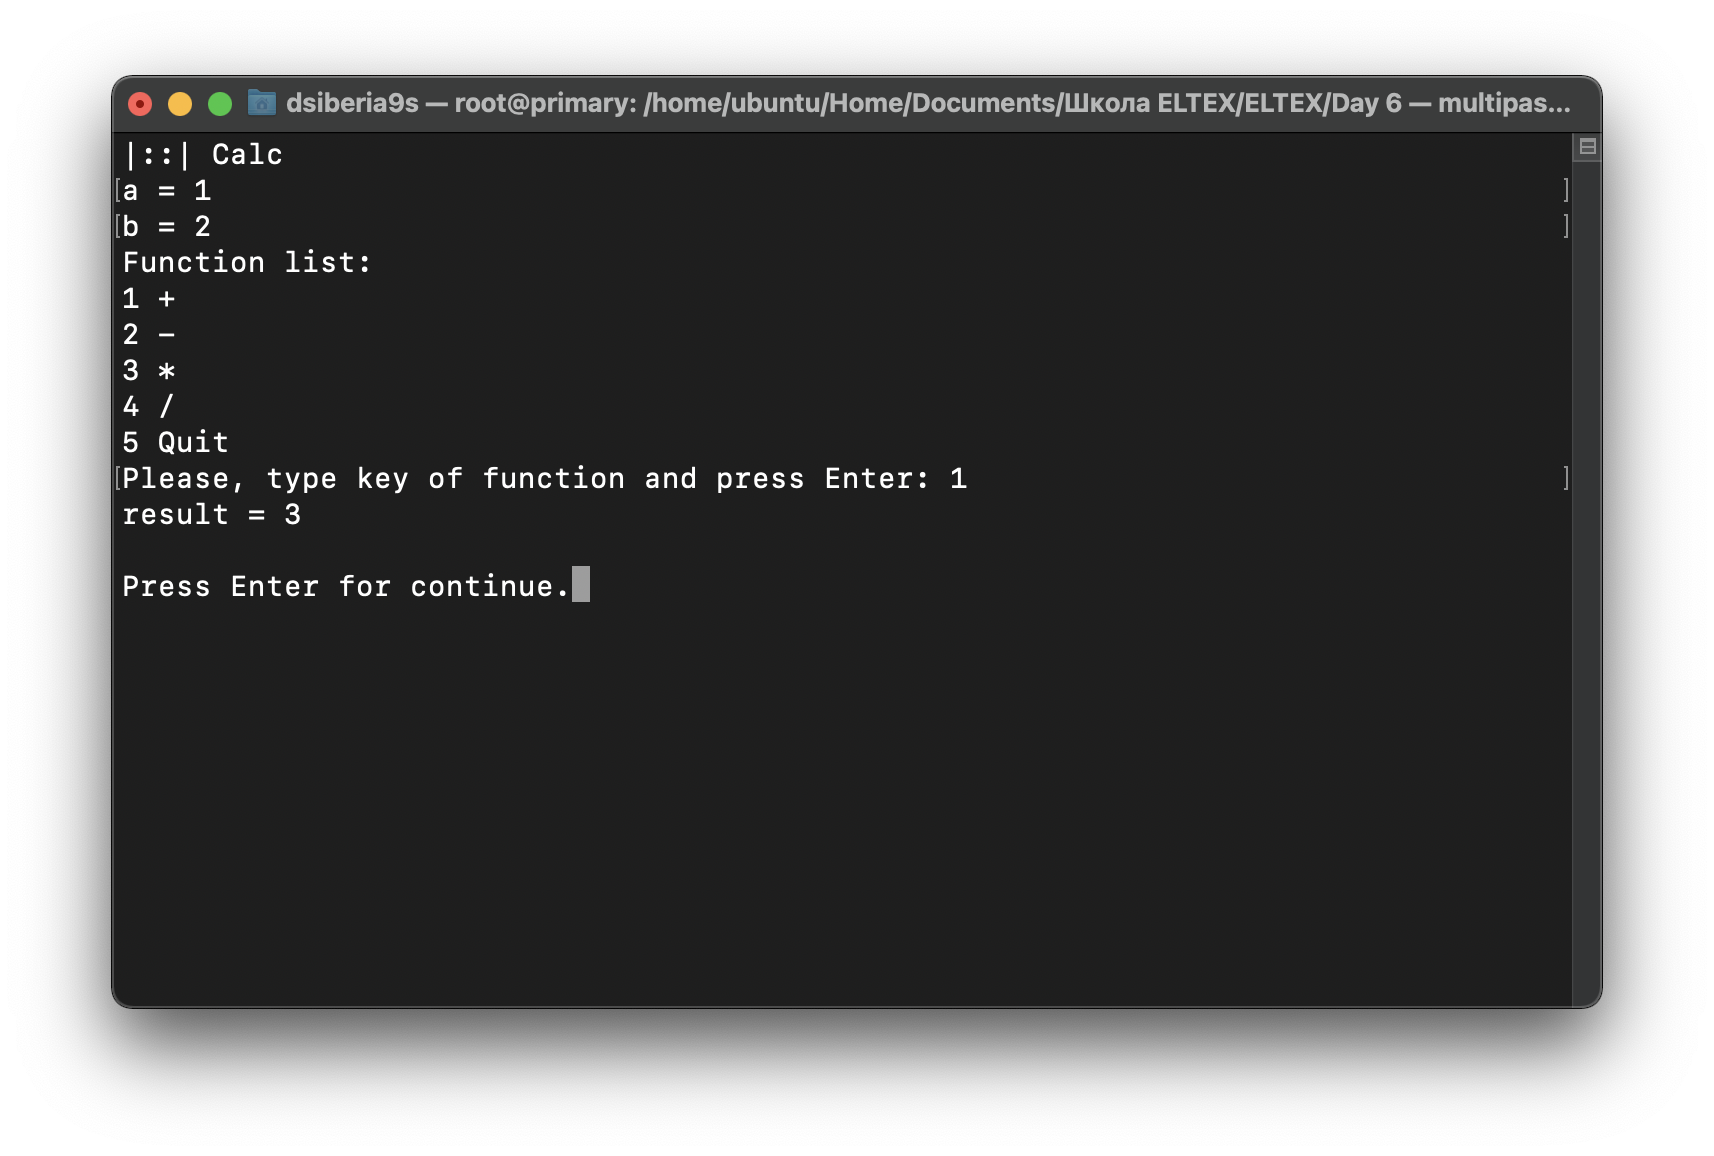 dsiberia9s — root@primary: /home/ubuntu/Home/Documents/Школа ELTEX/ELTEX/Day 6 — multipas...
|::| Calc
[a = 1 ]
[b = 2 ]
Function list:
1 +
2 -
3 *
4 /
5 Quit
[Please, type key of function and press Enter: 1 ]
result = 3
Press Enter for continue.